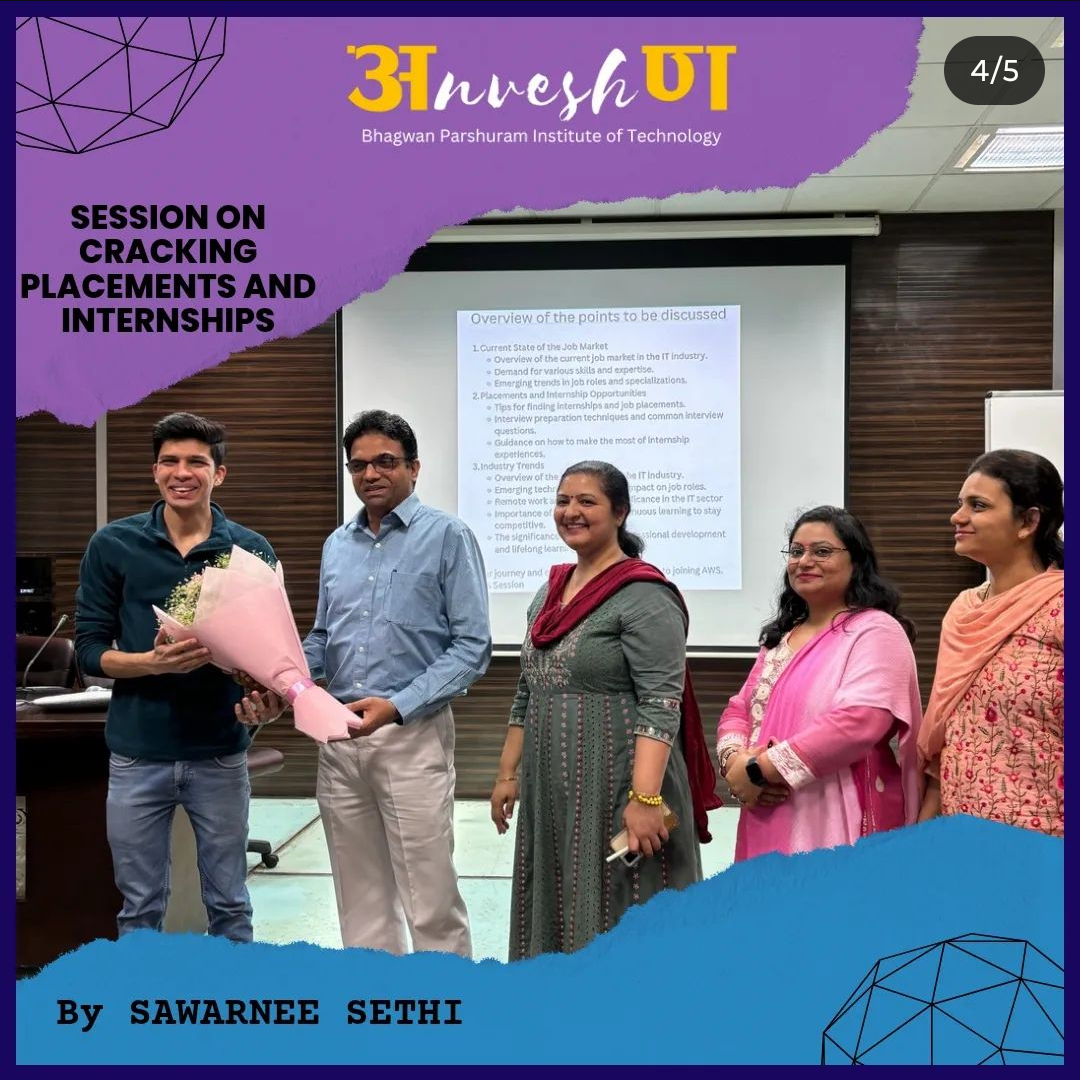 अnveshण
Bhagwan Parshuram Institute of Technology
4/5
SESSION ON
CRACKING
PLACEMENTS AND
INTERNSHIPS
Overview of the points to be discussed
1. Current State of the Job Market
Overview of the current job market in the IT industry.
Demand for various skills and expertise.
Emerging trends in job roles and specializations.
2. Placements and Internship Opportunities
Tips for finding internships and job placements.
Interview preparation techniques and common interview
questions.
Guidance on how to make the most of internship
experiences.
3. Industry Trends
Overview of the he IT Industry.
Emerging pact on job roles.
Remote work in the IT sector
Importance of learning to stay
competitive.
The significance development
and lifelong
journey and to joining AWS.
Session
By SAWARNEE SETHI